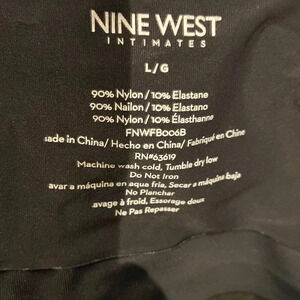 NINE WEST
INTIMATES
L/G
90% Nylon/10% Elastane
90% Nailon/10% Elastano
90% Nylon/10% Élasthanne
FNWFB006B
ade in China/ Hecho en China/ Fabriqué en Chine
RN#63619
Machine wash cold, Tumble dry low
Do Not Iron
avar a máquina en agua fria, Secar a máquina bajo
No Planchar
avage à froid, Essorage doux
Ne Pas Repasser